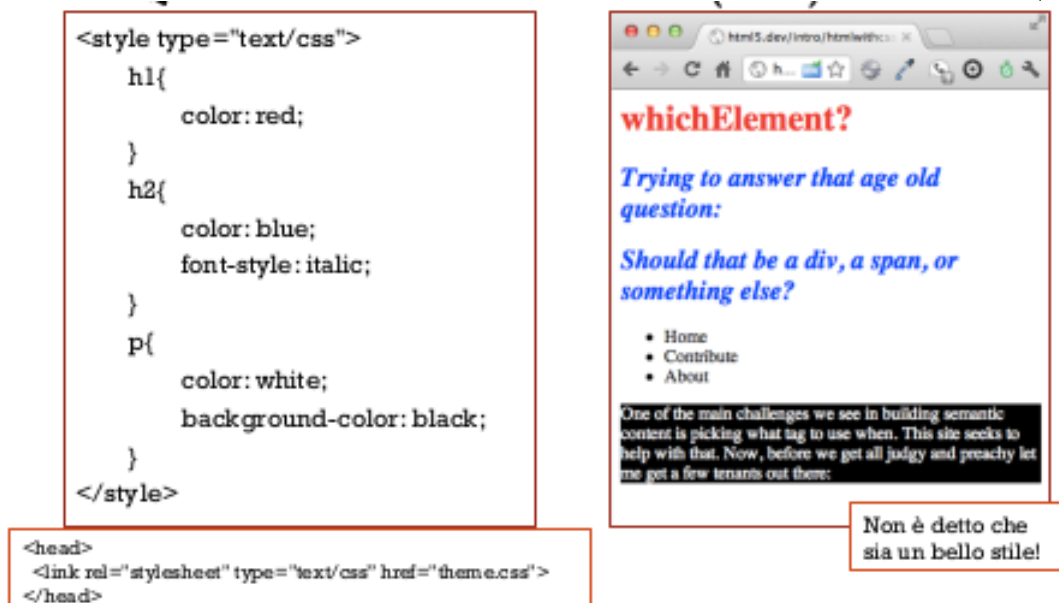 <style type="text/css">
h1{
color: red;
}
h2{
color: blue;
font-style: italic;
}
p{
color: white;
background-color: black;
}
</style>
<head>
<link rel="stylesheet" type="text/css" href="theme.css">
</head>
html5.dev/intro/htmlwithcs
h...
whichElement?
Trying to answer that age old
question:
Should that be a div, a span, or
something else?
• Home
• Contribute
• About
One of the main challenges we see in building semantic
content is picking what tag to use when. This site seeks to
help with that. Now, before we get all judgy and preachy let
me get a few tenants out there:
Non è detto che
sia un bello stile!